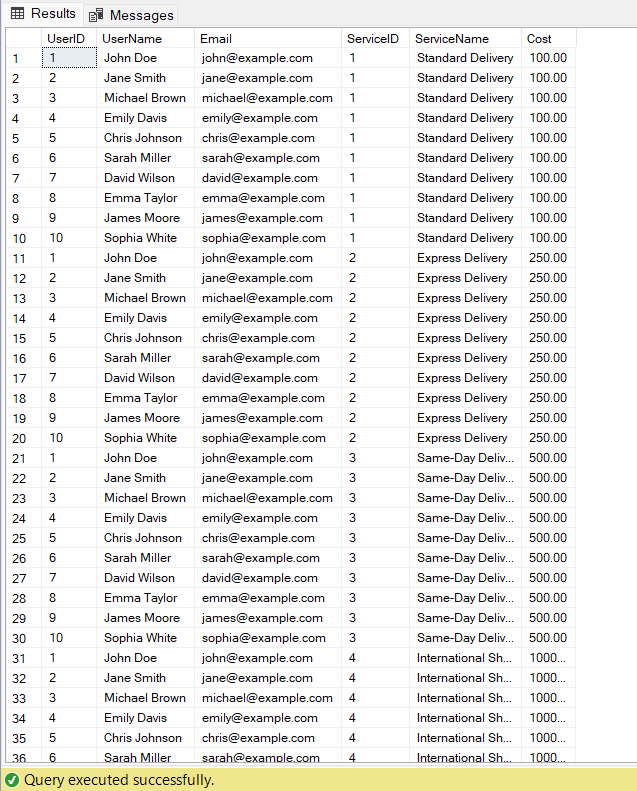 Results Messages
UserID UserName Email ServiceID ServiceName Cost
1 1 John Doe john@example.com 1 Standard Delivery 100.00
2 2 Jane Smith jane@example.com 1 Standard Delivery 100.00
3 3 Michael Brown michael@example.com 1 Standard Delivery 100.00
4 4 Emily Davis emily@example.com 1 Standard Delivery 100.00
5 5 Chris Johnson chris@example.com 1 Standard Delivery 100.00
6 6 Sarah Miller sarah@example.com 1 Standard Delivery 100.00
7 7 David Wilson david@example.com 1 Standard Delivery 100.00
8 8 Emma Taylor emma@example.com 1 Standard Delivery 100.00
9 9 James Moore james@example.com 1 Standard Delivery 100.00
10 10 Sophia White sophia@example.com 1 Standard Delivery 100.00
11 1 John Doe john@example.com 2 Express Delivery 250.00
12 2 Jane Smith jane@example.com 2 Express Delivery 250.00
13 3 Michael Brown michael@example.com 2 Express Delivery 250.00
14 4 Emily Davis emily@example.com 2 Express Delivery 250.00
15 5 Chris Johnson chris@example.com 2 Express Delivery 250.00
16 6 Sarah Miller sarah@example.com 2 Express Delivery 250.00
17 7 David Wilson david@example.com 2 Express Delivery 250.00
18 8 Emma Taylor emma@example.com 2 Express Delivery 250.00
19 9 James Moore james@example.com 2 Express Delivery 250.00
20 10 Sophia White sophia@example.com 2 Express Delivery 250.00
21 1 John Doe john@example.com 3 Same-Day Deliv... 500.00
22 2 Jane Smith jane@example.com 3 Same-Day Deliv... 500.00
23 3 Michael Brown michael@example.com 3 Same-Day Deliv... 500.00
24 4 Emily Davis emily@example.com 3 Same-Day Deliv... 500.00
25 5 Chris Johnson chris@example.com 3 Same-Day Deliv... 500.00
26 6 Sarah Miller sarah@example.com 3 Same-Day Deliv... 500.00
27 7 David Wilson david@example.com 3 Same-Day Deliv... 500.00
28 8 Emma Taylor emma@example.com 3 Same-Day Deliv... 500.00
29 9 James Moore james@example.com 3 Same-Day Deliv... 500.00
30 10 Sophia White sophia@example.com 3 Same-Day Deliv... 500.00
31 1 John Doe john@example.com 4 International Sh... 1000...
32 2 Jane Smith jane@example.com 4 International Sh... 1000...
33 3 Michael Brown michael@example.com 4 International Sh... 1000...
34 4 Emily Davis emily@example.com 4 International Sh... 1000...
35 5 Chris Johnson chris@example.com 4 International Sh... 1000...
36 6 Sarah Miller sarah@example.com 4 International Sh... 1000...
Query executed successfully.